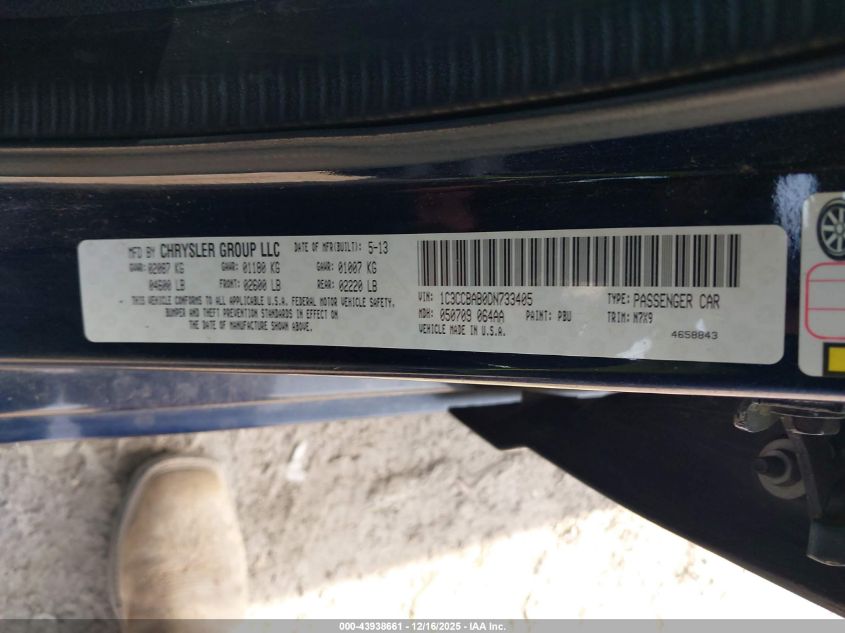 MFD BY CHRYSLER GROUP LLC DATE OF MFR(BUILT): 5-13
GVWR: 02087 KG GAWR: 01180 KG GAWR: 01007 KG
04600 LB FRONT: 02600 LB REAR: 02220 LB
THIS VEHICLE CONFORMS TO ALL APPLICABLE U.S.A. FEDERAL MOTOR VEHICLE SAFETY,
BUMPER AND THEFT PREVENTION STANDARDS IN EFFECT ON
THE DATE OF MANUFACTURE SHOWN ABOVE.
VIN: 1C3CCBAB0DN733405 TYPE: PASSENGER CAR
MDH: 050709 064AA PAINT: PBU TRIM: N7X9
VEHICLE MADE IN U.S.A.
4658843
000-43938661 - 12/16/2025 - IAA Inc.